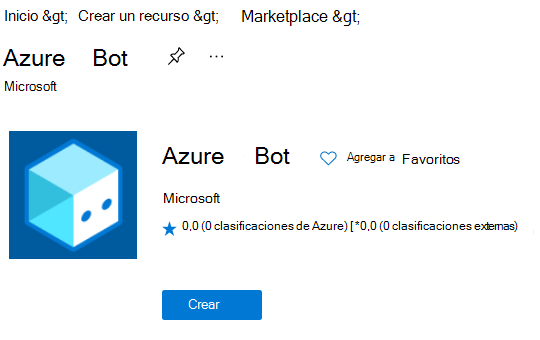 Inicio &gt; Crear un recurso &gt; Marketplace &gt;
Azure Bot ...
Microsoft
Azure Bot Agregar a Favoritos
Microsoft
0,0 (0 clasificaciones de Azure) [*0,0 (0 clasificaciones externas)
Crear